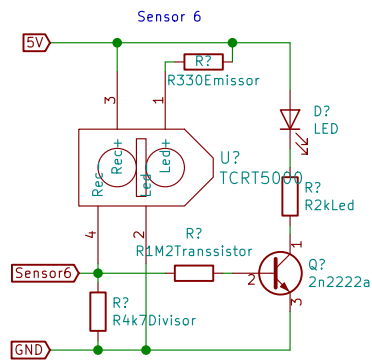 Sensor 6
5V
R?
R330Emissor
3
1
D?
LED
Rec+
Led+
Rec
Led
U?
TCRT5000
R?
R2kLed
4
2
R?
R1M2Transsistor
1
Sensor6
2
Q?
2n2222a
3
R?
R4k7Divisor
GND